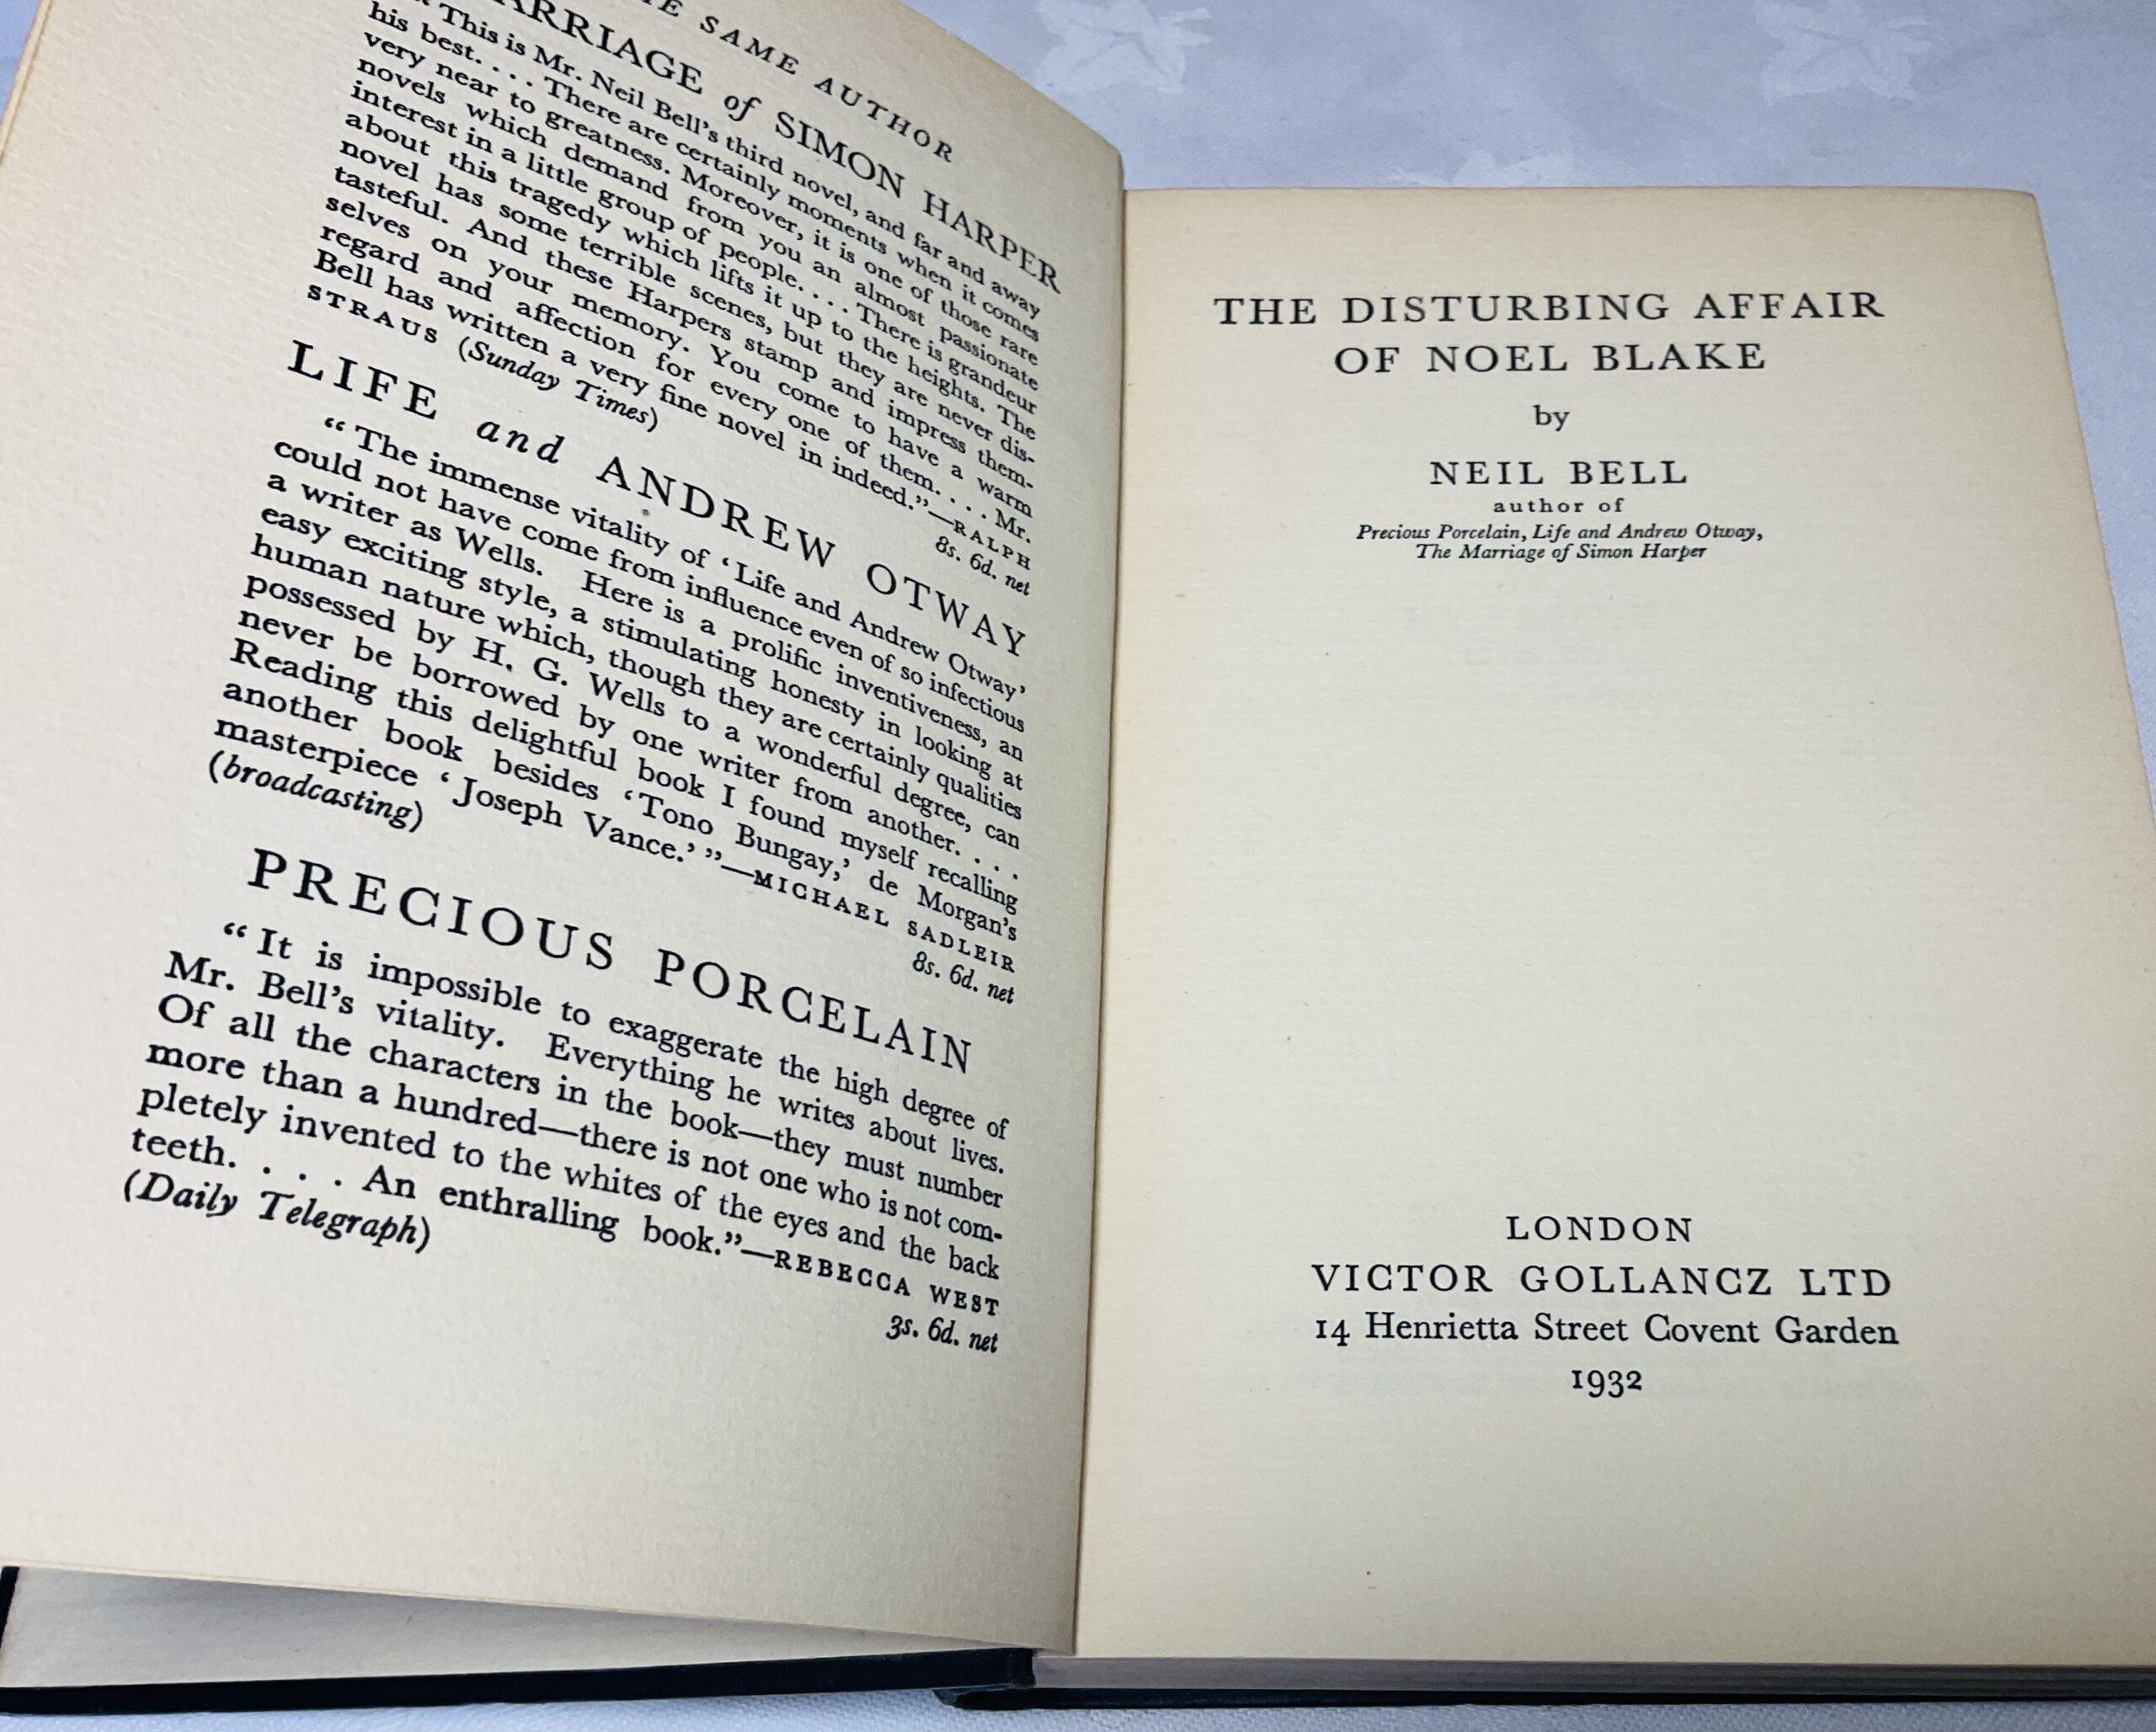 THE SAME AUTHOR
MARRIAGE of SIMON HARPER
This is Mr. Neil Bell's third novel, and far and away
his best. . . . There are certainly moments when it comes
very near to greatness. Moreover, it is one of those rare
novels which demand from you an almost passionate
interest in a little group of people. . . . There is grandeur
about this tragedy which lifts it up to the heights. The
novel has some terrible scenes, but they are never dis-
tasteful. And these Harpers stamp and impress them-
selves on your memory. You come to have a warm
regard and affection for every one of them. . . . Mr.
Bell has written a very fine novel in indeed.”—RALPH
STRAUS (Sunday Times)
8s. 6d. net
LIFE and ANDREW OTWAY
“The immense vitality of ‘Life and Andrew Otway’
could not have come from influence even of so infectious
a writer as Wells. Here is a prolific inventiveness, an
easy exciting style, a stimulating honesty in looking at
human nature which, though they are certainly qualities
possessed by H. G. Wells to a wonderful degree, can
never be borrowed by one writer from another. . . .
Reading this delightful book I found myself recalling
another book besides ‘Tono Bungay,’ de Morgan's
masterpiece ‘Joseph Vance.’ ”—MICHAEL SADLEIR
(broadcasting)
8s. 6d. net
PRECIOUS PORCELAIN
“It is impossible to exaggerate the high degree of
Mr. Bell's vitality. Everything he writes about lives.
Of all the characters in the book—they must number
more than a hundred—there is not one who is not com-
pletely invented to the whites of the eyes and the back
teeth. . . . An enthralling book.”—REBECCA WEST
(Daily Telegraph)
3s. 6d. net
THE DISTURBING AFFAIR
OF NOEL BLAKE
by
NEIL BELL
author of
Precious Porcelain, Life and Andrew Otway,
The Marriage of Simon Harper
LONDON
VICTOR GOLLANCZ LTD
14 Henrietta Street Covent Garden
1932